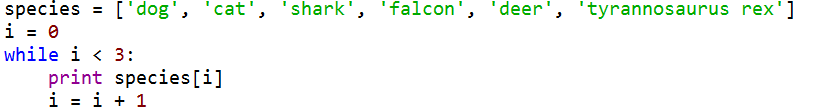 species = ['dog', 'cat', 'shark', 'falcon', 'deer', 'tyrannosaurus rex']
i = 0
while i < 3:
    print species[i]
    i = i + 1